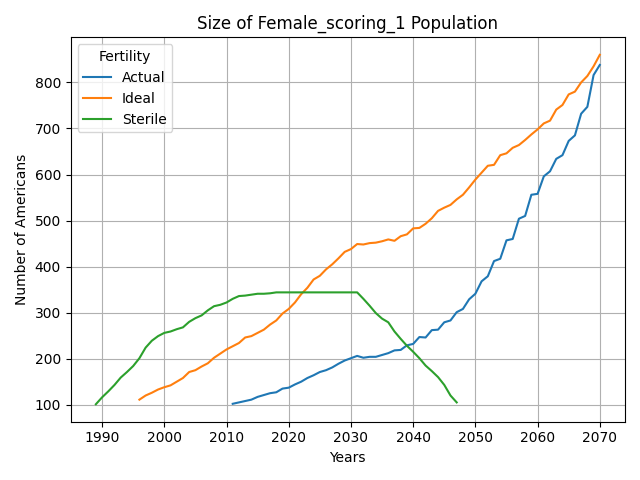 Size of Female_scoring_1 Population
Fertility
Actual
Ideal
Sterile
Number of Americans
800
700
600
500
400
300
200
100
1990 2000 2010 2020 2030 2040 2050 2060 2070
Years